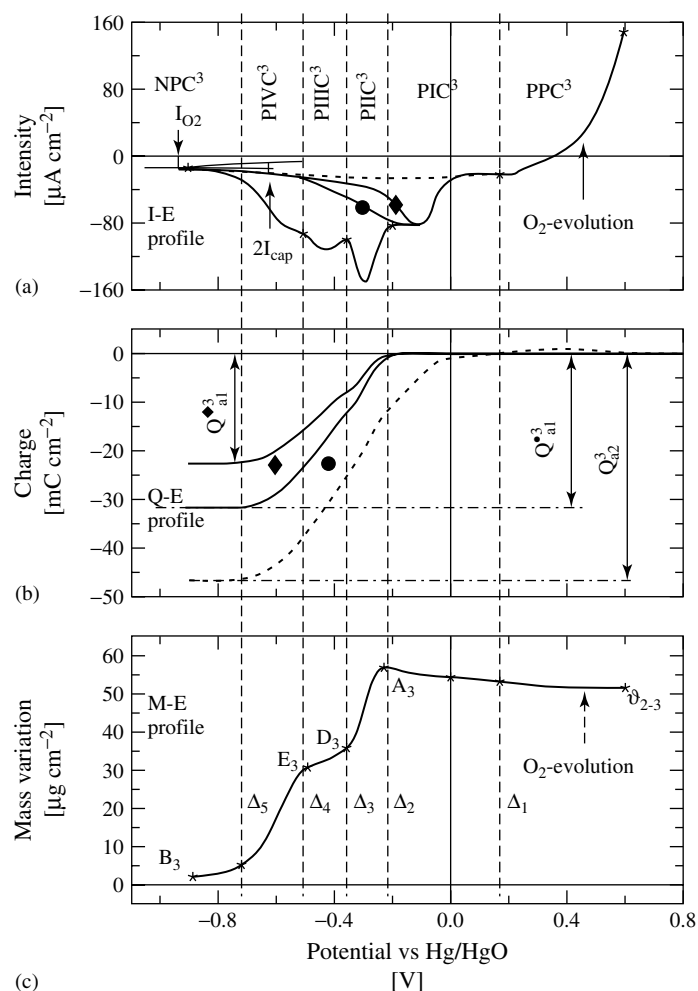 160
80
0
−80
−160
Intensity
[µA cm⁻²]
(a)
NPC³
PIVC³
PIIIC³
PIIC³
PIC³
PPC³
I_O2
I-E
profile
2I_cap
O₂-evolution
0
−10
−20
−30
−40
−50
Charge
[mC cm⁻²]
(b)
Q◆³_a1
Q•³_a1
Q³_a2
Q-E
profile
60
50
40
30
20
10
0
Mass variation
[µg cm⁻²]
M-E
profile
A₃
ϑ₂₋₃
D₃
E₃
O₂-evolution
Δ₅
Δ₄
Δ₃
Δ₂
Δ₁
B₃
−0.8
−0.4
0.0
0.4
0.8
Potential vs Hg/HgO
(c)
[V]